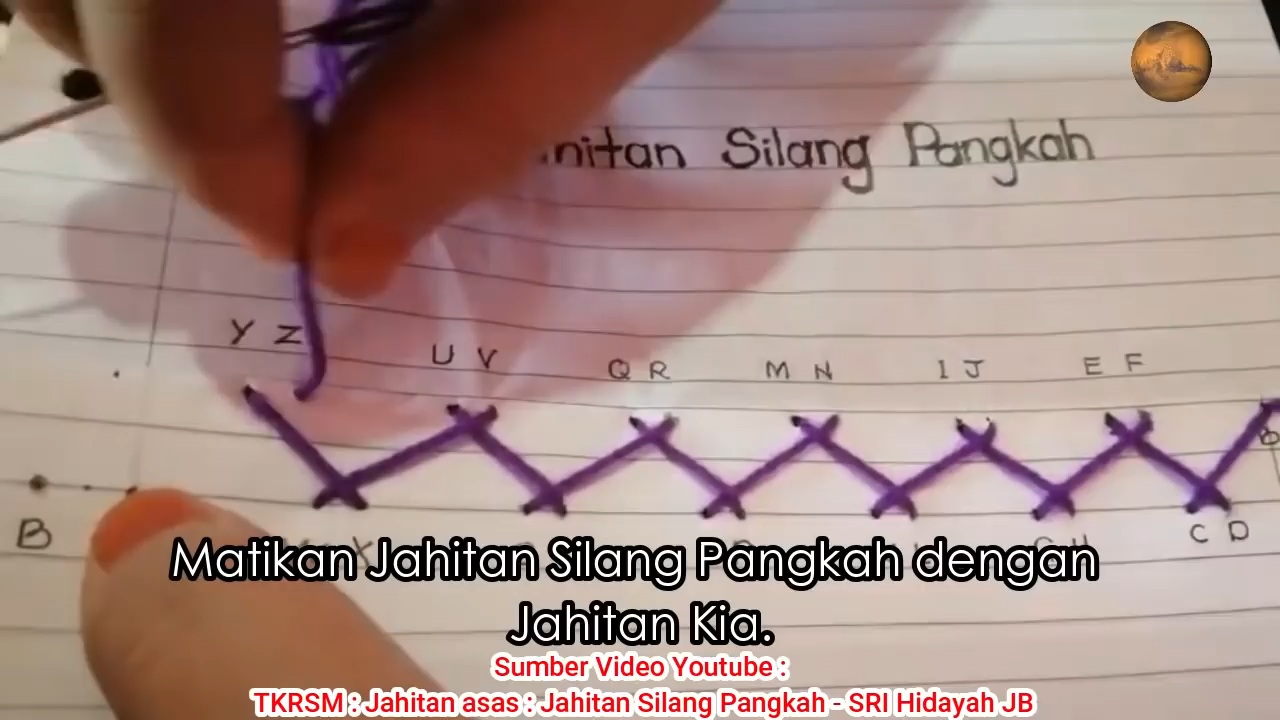 Silang Pangkah
Y Z
U V
Q R
M N
I J
E F
B
C D
Matikan Jahitan Silang Pangkah dengan
Jahitan Kia.
Sumber Video Youtube :
TKRSM : Jahitan asas : Jahitan Silang Pangkah - SRI Hidayah JB